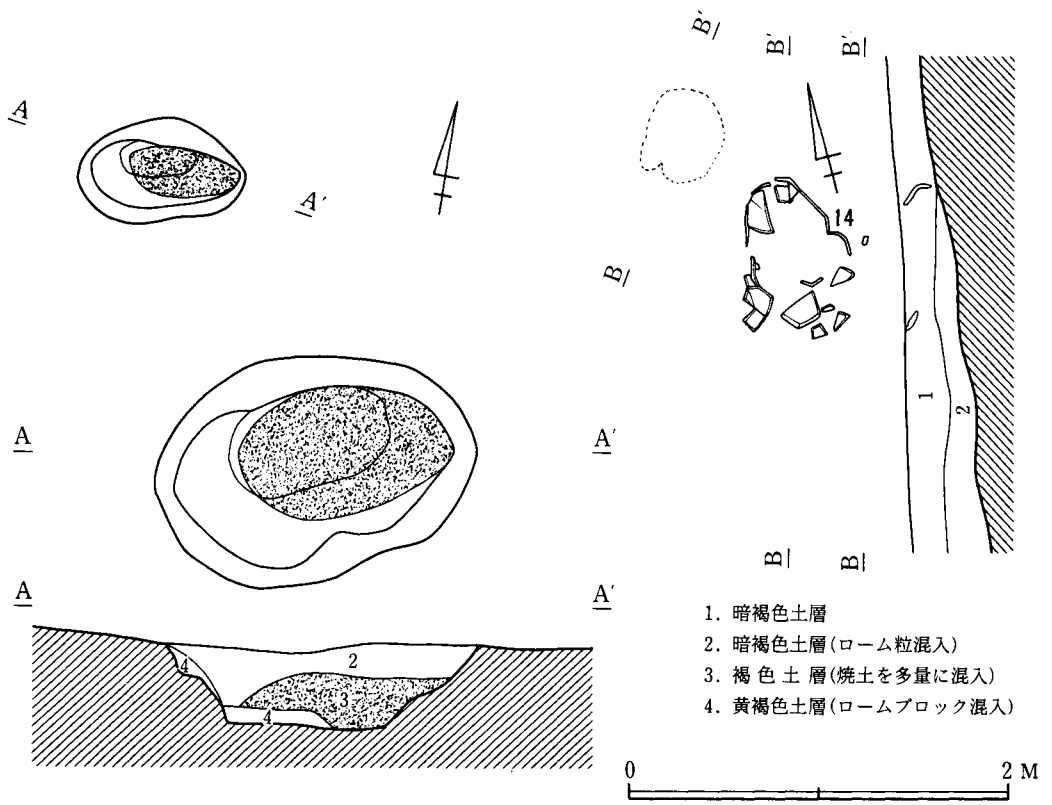 A
A'
B'
B
B'
B'
14
1
2
B
B
A
A'
A
A'
4
2
3
4
1. 暗褐色土層
2. 暗褐色土層(ローム粒混入)
3. 褐色土層(焼土を多量に混入)
4. 黄褐色土層(ロームブロック混入)
0 2 M